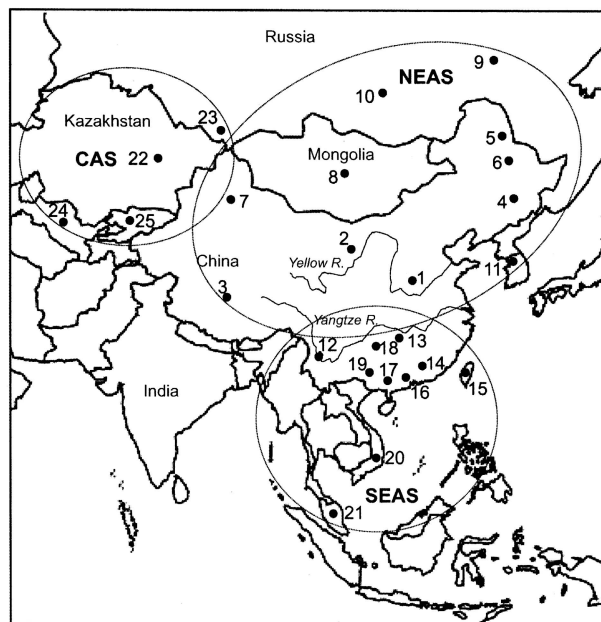 Russia
9
NEAS
10
Kazakhstan
23
5
CAS
Mongolia
6
22
8
7
4
24
25
2
Yellow R.
11
China
1
3
Yangtze R.
12
13
18
14
19
17
15
16
India
20
SEAS
21